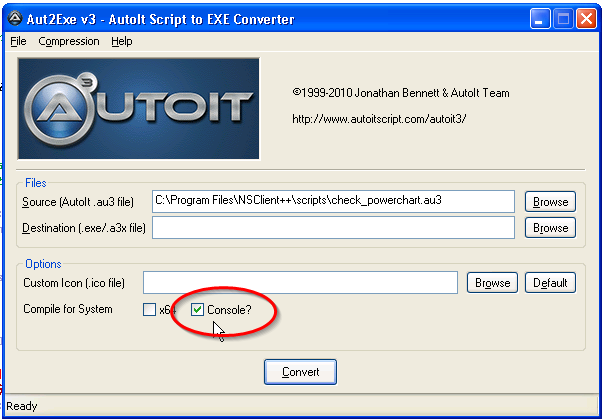 Aut2Exe v3 - AutoIt Script to EXE Converter
File Compression Help
AUTOIT
©1999-2010 Jonathan Bennett & AutoIt Team
http://www.autoitscript.com/autoit3/
Files
Source (AutoIt .au3 file) C:\Program Files\NSClient++\scripts\check_powerchart.au3 Browse
Destination (.exe/.a3x file) Browse
Options
Custom Icon (.ico file) Browse Default
Compile for System x64 Console?
Convert
Ready